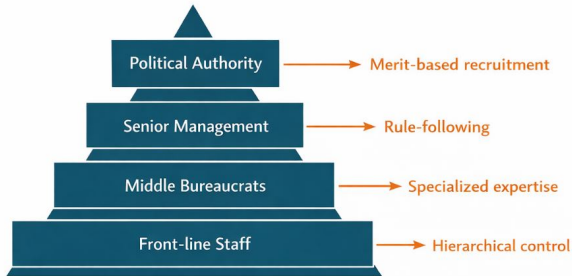 Political Authority
Merit-based recruitment
Senior Management
Rule-following
Middle Bureaucrats
Specialized expertise
Front-line Staff
Hierarchical control